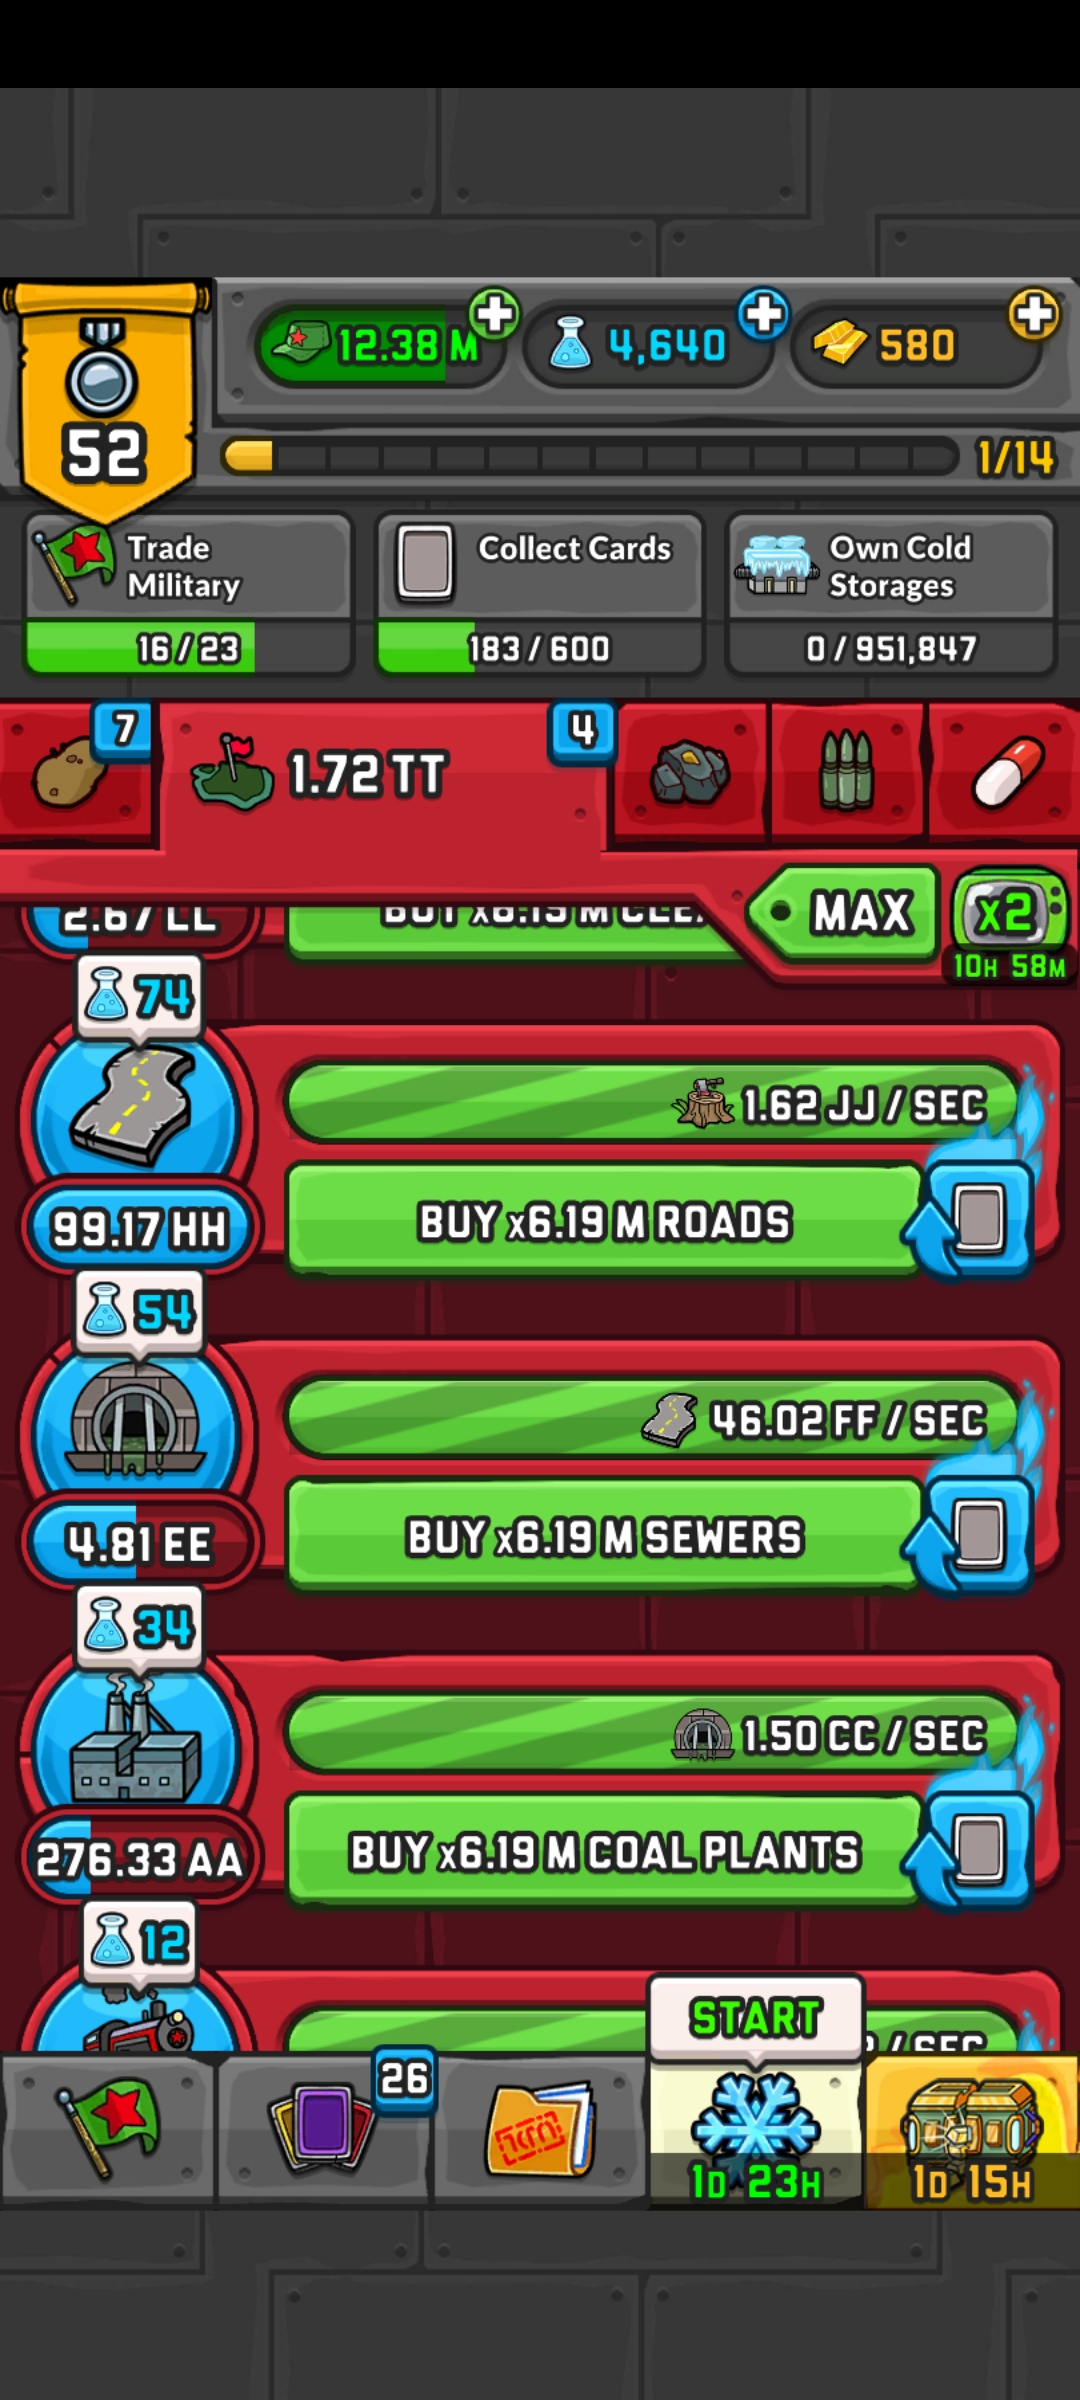 12.38 M
4,640
580
52
1/14
Trade
Military
16/23
Collect Cards
183/600
Own Cold
Storages
0/951,847
7
1.72 TT
4
MAX
x2
10H 58M
2.67 LL
74
1.62 JJ/SEC
99.17 HH
BUY x6.19 M ROADS
54
46.02 FF/SEC
4.81 EE
BUY x6.19 M SEWERS
34
1.50 CC/SEC
276.33 AA
BUY x6.19 M COAL PLANTS
12
/SEC
START
26
1D 23H
1D 15H